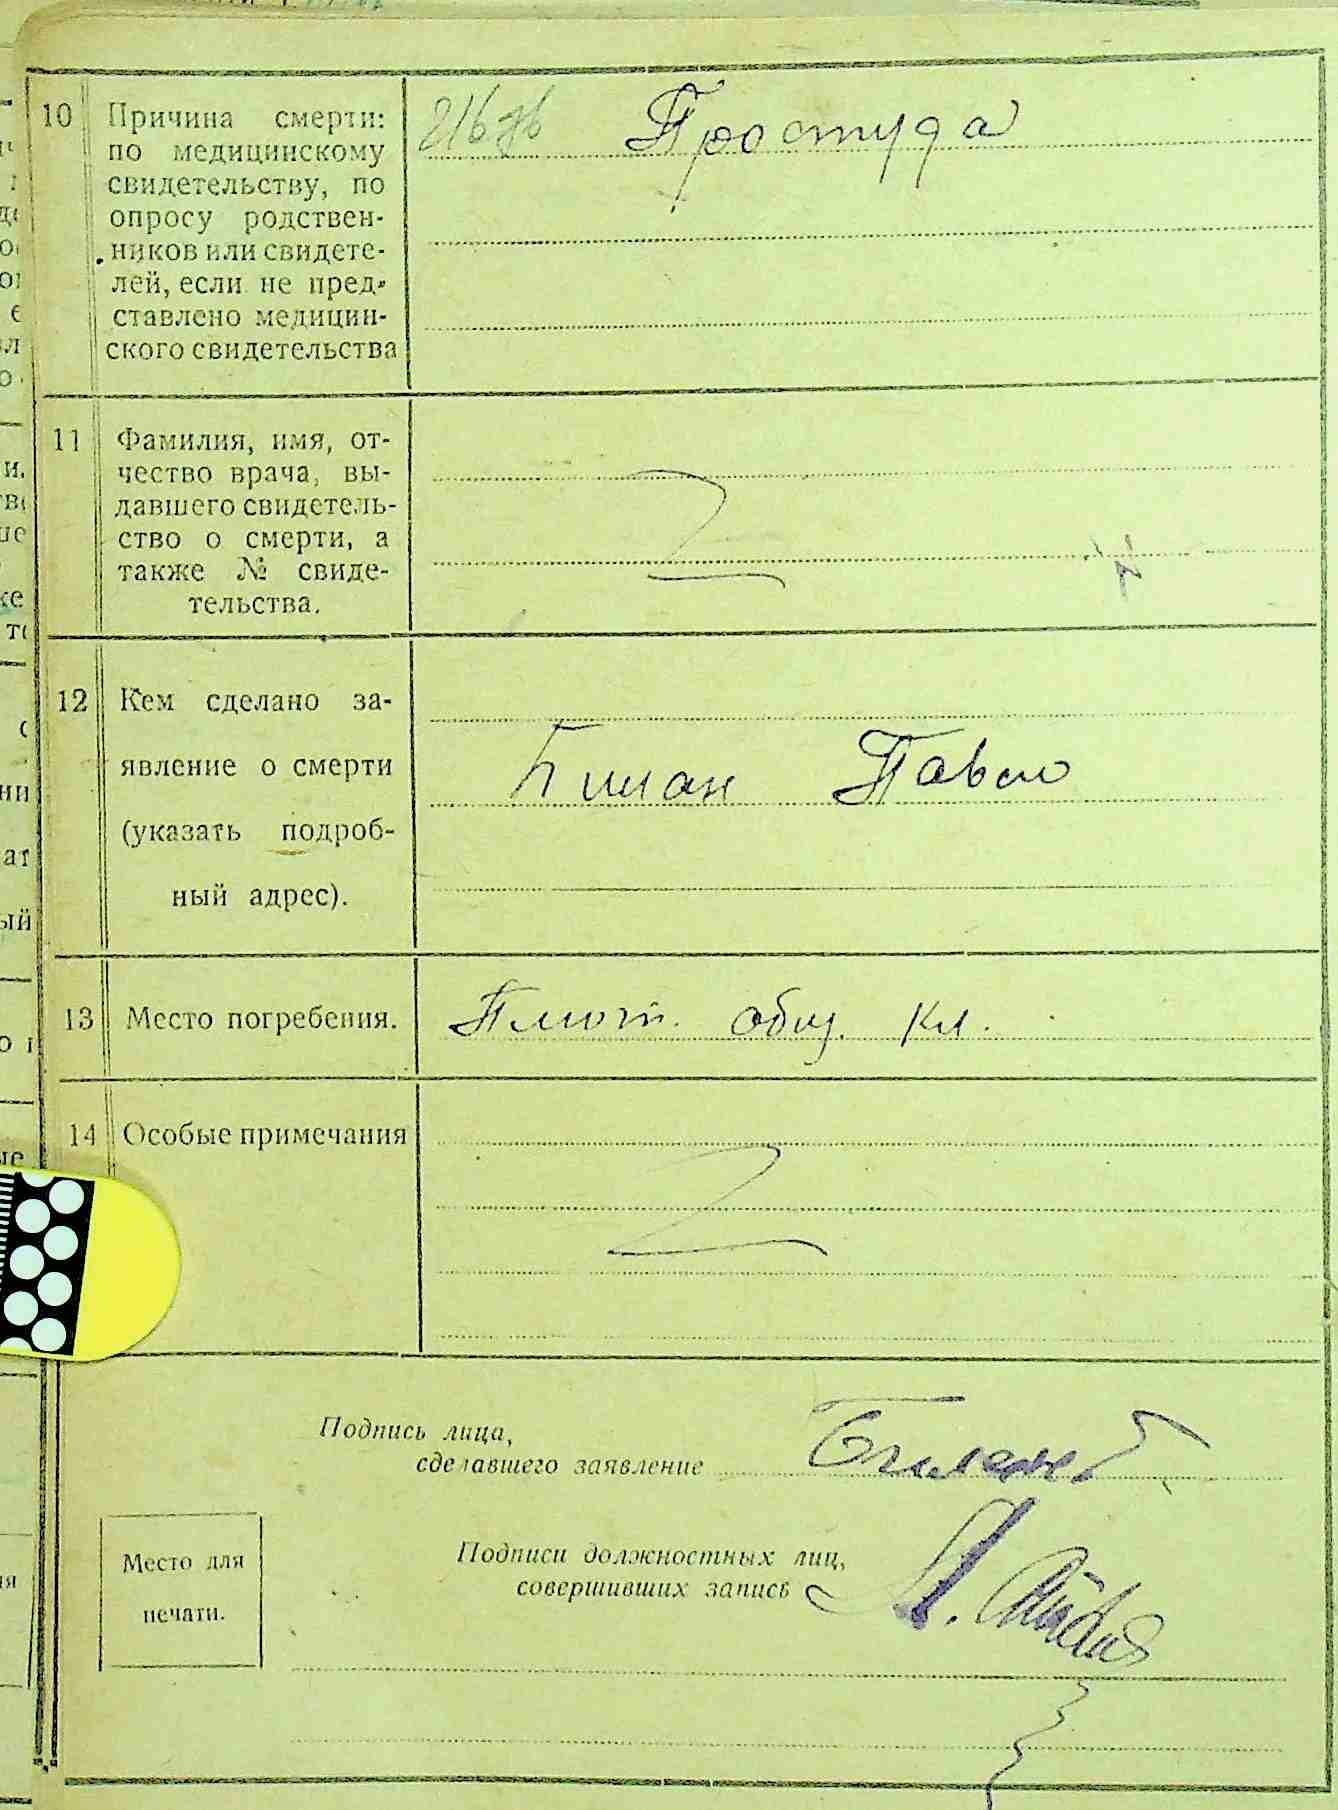 10 Причина смерти: Простуда
по медицинскому
свидетельству, по
опросу родствен-
ников или свидете-
лей, если не пред-
ставлено медицин-
ского свидетельства
11 Фамилия, имя, от-
чество врача, вы-
давшего свидетель-
ство о смерти, а
также № свиде-
тельства.
12 Кем сделано за-
явление о смерти
Павло
(указать подроб-
ный адрес).
13 Место погребения. общ. кл.
14 Особые примечания
Подпись лица,
сделавшего заявление
Подписи должностных лиц,
совершивших запись
Место для
печати.